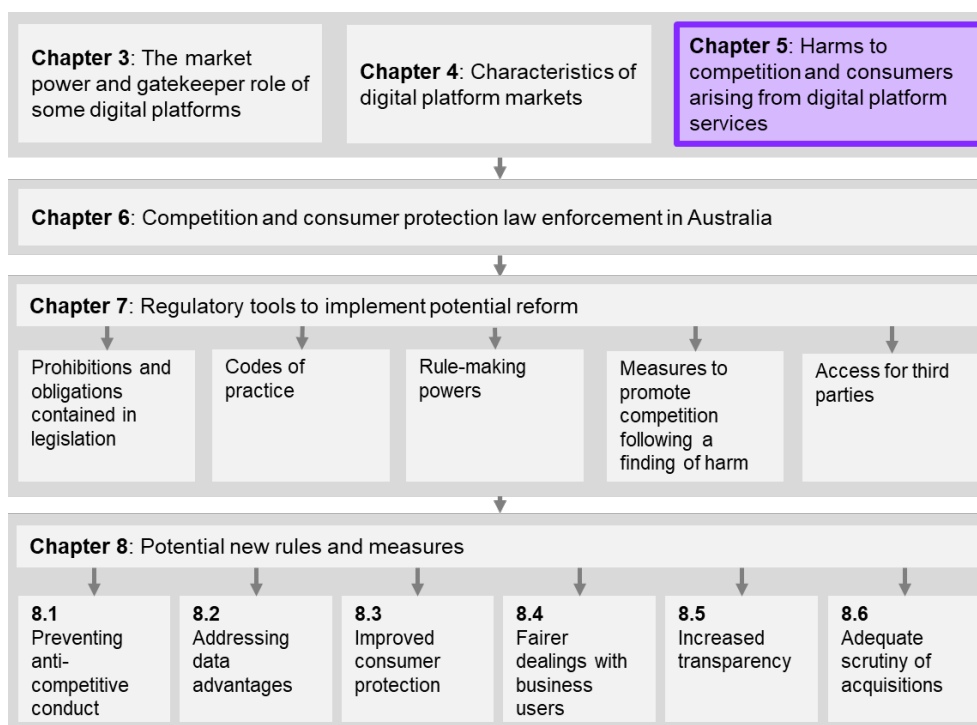 Chapter 3: The market
power and gatekeeper role of
some digital platforms
Chapter 4: Characteristics of
digital platform markets
Chapter 5: Harms to
competition and consumers
arising from digital platform
services
Chapter 6: Competition and consumer protection law enforcement in Australia
Chapter 7: Regulatory tools to implement potential reform
Prohibitions and
obligations
contained in
legislation
Codes of
practice
Rule-making
powers
Measures to
promote
competition
following a
finding of harm
Access for third
parties
Chapter 8: Potential new rules and measures
8.1
Preventing
anti-
competitive
conduct
8.2
Addressing
data
advantages
8.3
Improved
consumer
protection
8.4
Fairer
dealings with
business
users
8.5
Increased
transparency
8.6
Adequate
scrutiny of
acquisitions